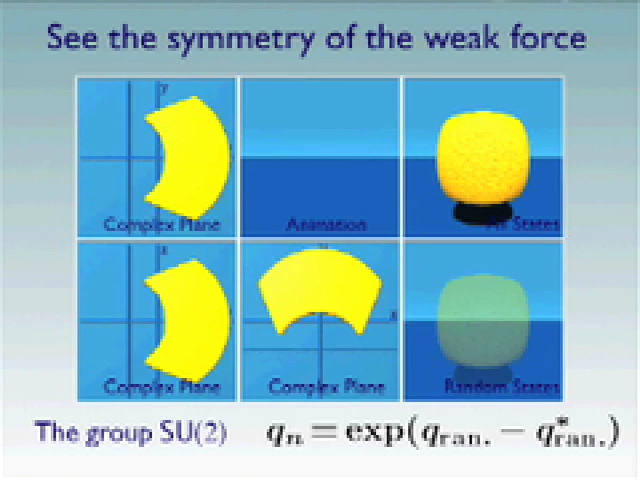 See the symmetry of the weak force
y
Complex Plane
Animation
All States
z
Complex Plane
x
Complex Plane
Random States
The group SU(2)
qₙ = exp(q_ran. − q*_ran.)